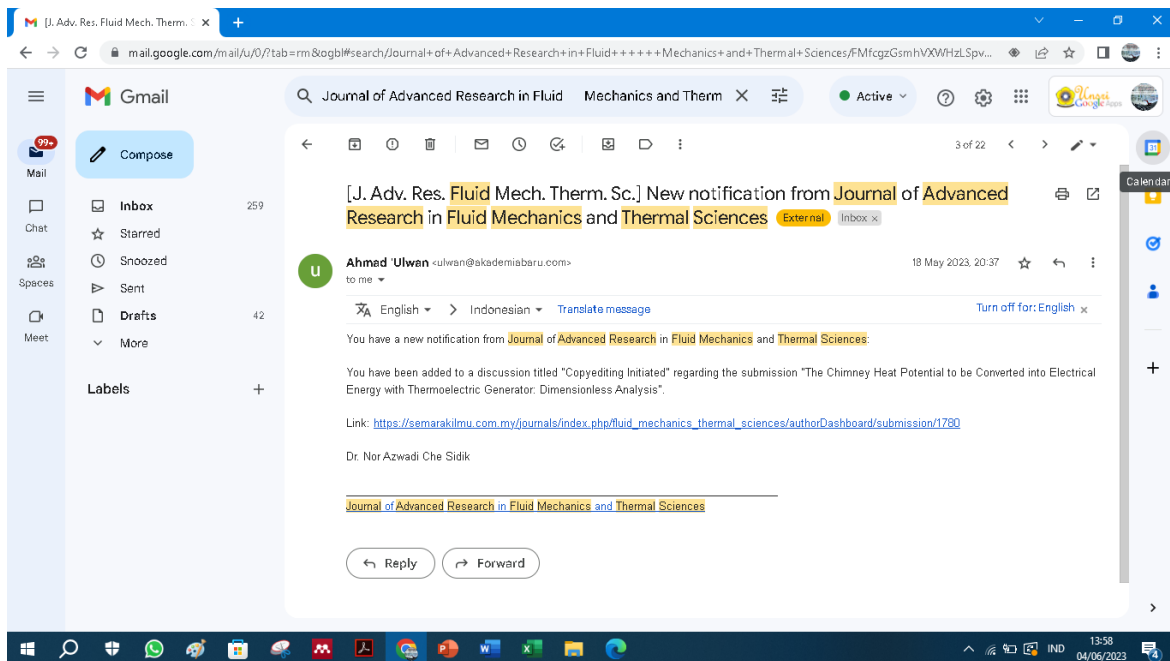 [J. Adv. Res. Fluid Mech. Therm. S
mail.google.com/mail/u/0/?tab=rm&ogbl#search/Journal+of+Advanced+Research+in+Fluid++++++Mechanics+and+Thermal+Sciences/FMfcgzGsmhVXWHzLSpv...
Gmail
Journal of Advanced Research in Fluid Mechanics and Therm
Active
Google Apps
99+
Mail
Chat
Spaces
Meet
Compose
Inbox 259
Starred
Snoozed
Sent
Drafts 42
More
Labels
3 of 22
31
Calendar
[J. Adv. Res. Fluid Mech. Therm. Sc.] New notification from Journal of Advanced
Research in Fluid Mechanics and Thermal Sciences External Inbox ×
u
Ahmad 'Ulwan <ulwan@akademiabaru.com>
18 May 2023, 20:37
to me
English > Indonesian Translate message
Turn off for: English ×
You have a new notification from Journal of Advanced Research in Fluid Mechanics and Thermal Sciences:
You have been added to a discussion titled "Copyediting Initiated" regarding the submission "The Chimney Heat Potential to be Converted into Electrical
Energy with Thermoelectric Generator: Dimensionless Analysis".
Link: https://semarakilmu.com.my/journals/index.php/fluid_mechanics_thermal_sciences/authorDashboard/submission/1780
Dr. Nor Azwadi Che Sidik
Journal of Advanced Research in Fluid Mechanics and Thermal Sciences
Reply
Forward
IND
13:58
04/06/2023
4